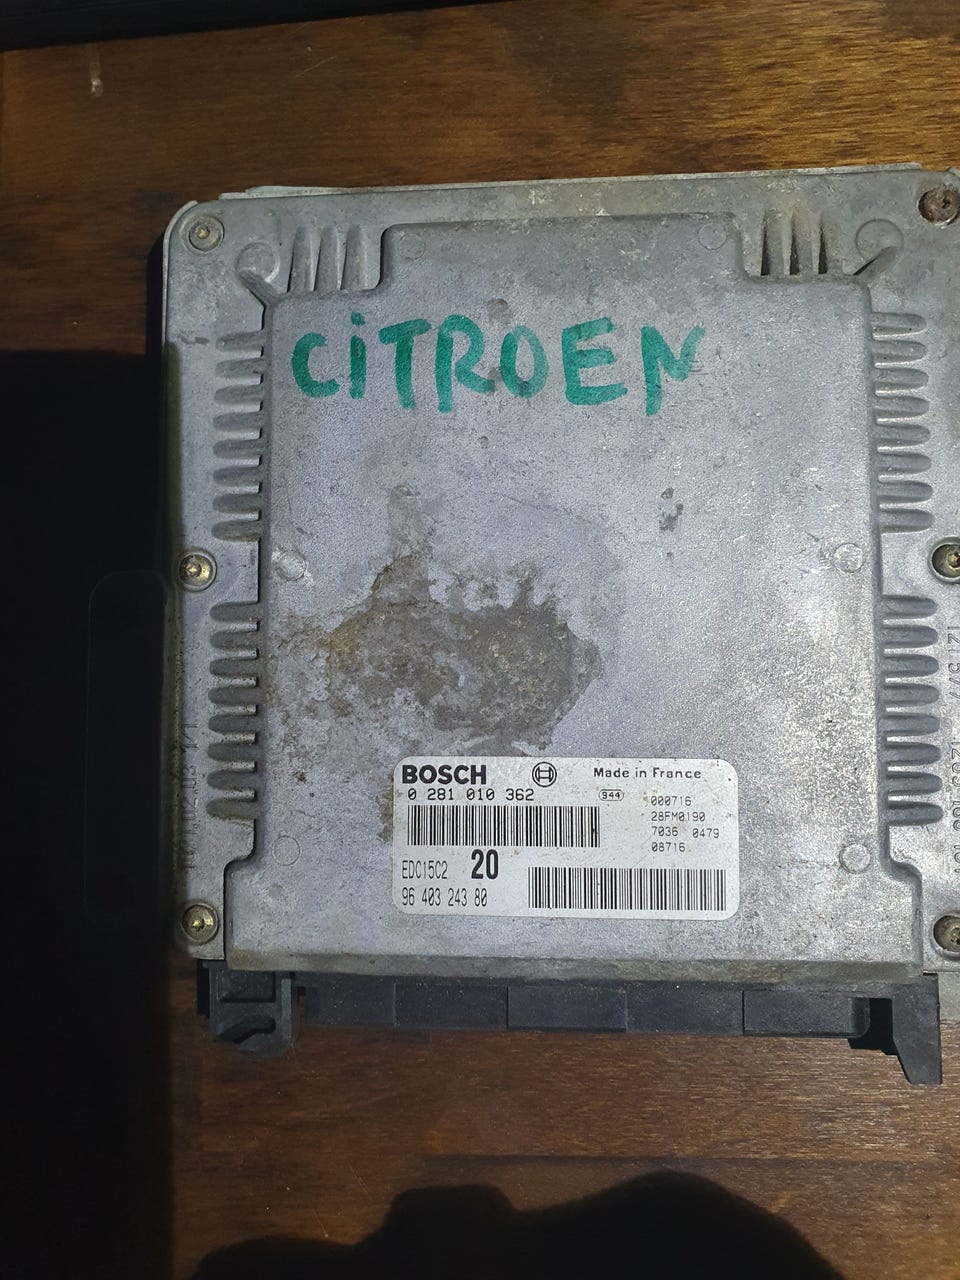 CiTROEN
BOSCH Made in France
0 281 010 362 944 000716
28FM0190
7036 0479
08716
EDC15C2 20
96 403 243 80